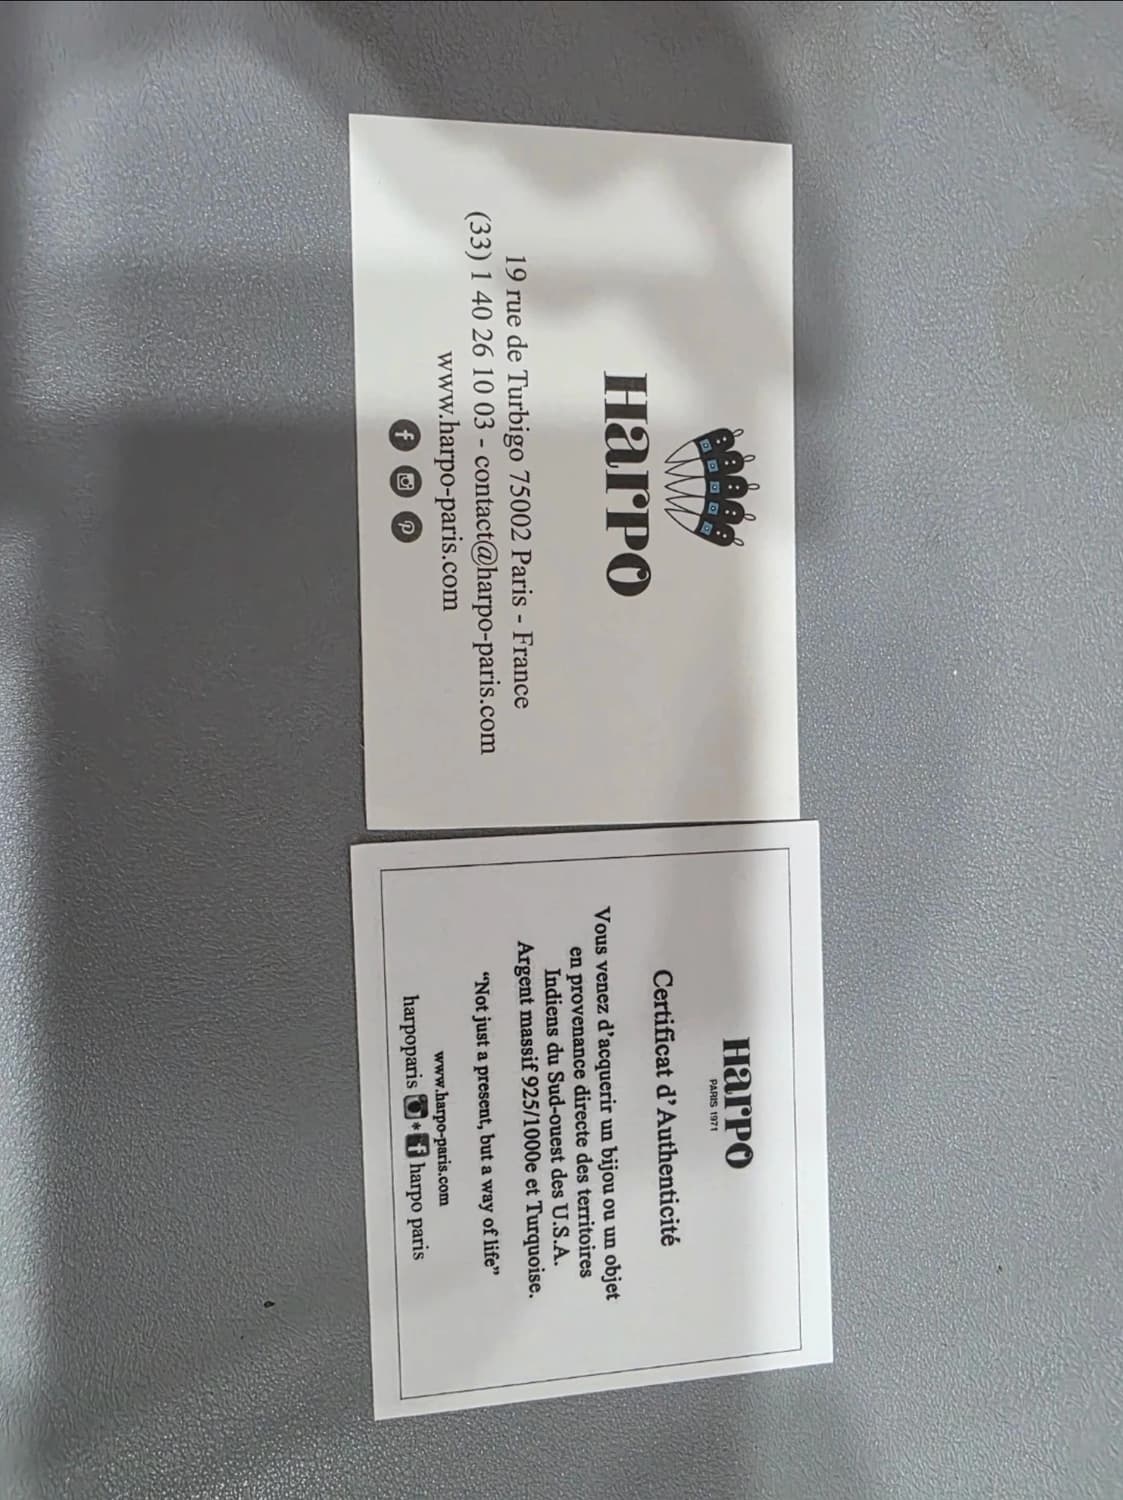 Harpo
19 rue de Turbigo 75002 Paris - France
(33) 1 40 26 10 03 - contact@harpo-paris.com
www.harpo-paris.com
Harpo
PARIS 1971
Certificat d'Authenticité
Vous venez d'acquerir un bijou ou un objet
en provenance directe des territoires
Indiens du Sud-ouest des U.S.A.
Argent massif 925/1000e et Turquoise.
“Not just a present, but a way of life”
www.harpo-paris.com
harpoparis * f harpo paris